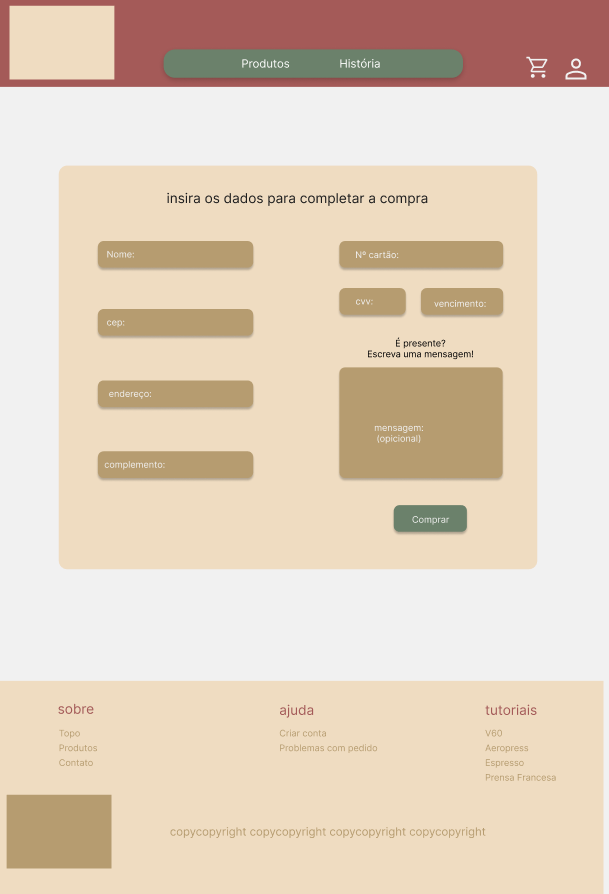 Produtos
História
insira os dados para completar a compra
Nome:
cep:
endereço:
complemento:
Nº cartão:
cvv:
vencimento:
É presente?
Escreva uma mensagem!
mensagem:
(opicional)
Comprar
sobre
Topo
Produtos
Contato
ajuda
Criar conta
Problemas com pedido
tutoriais
V60
Aeropress
Espresso
Prensa Francesa
copycopyright copycopyright copycopyright copycopyright